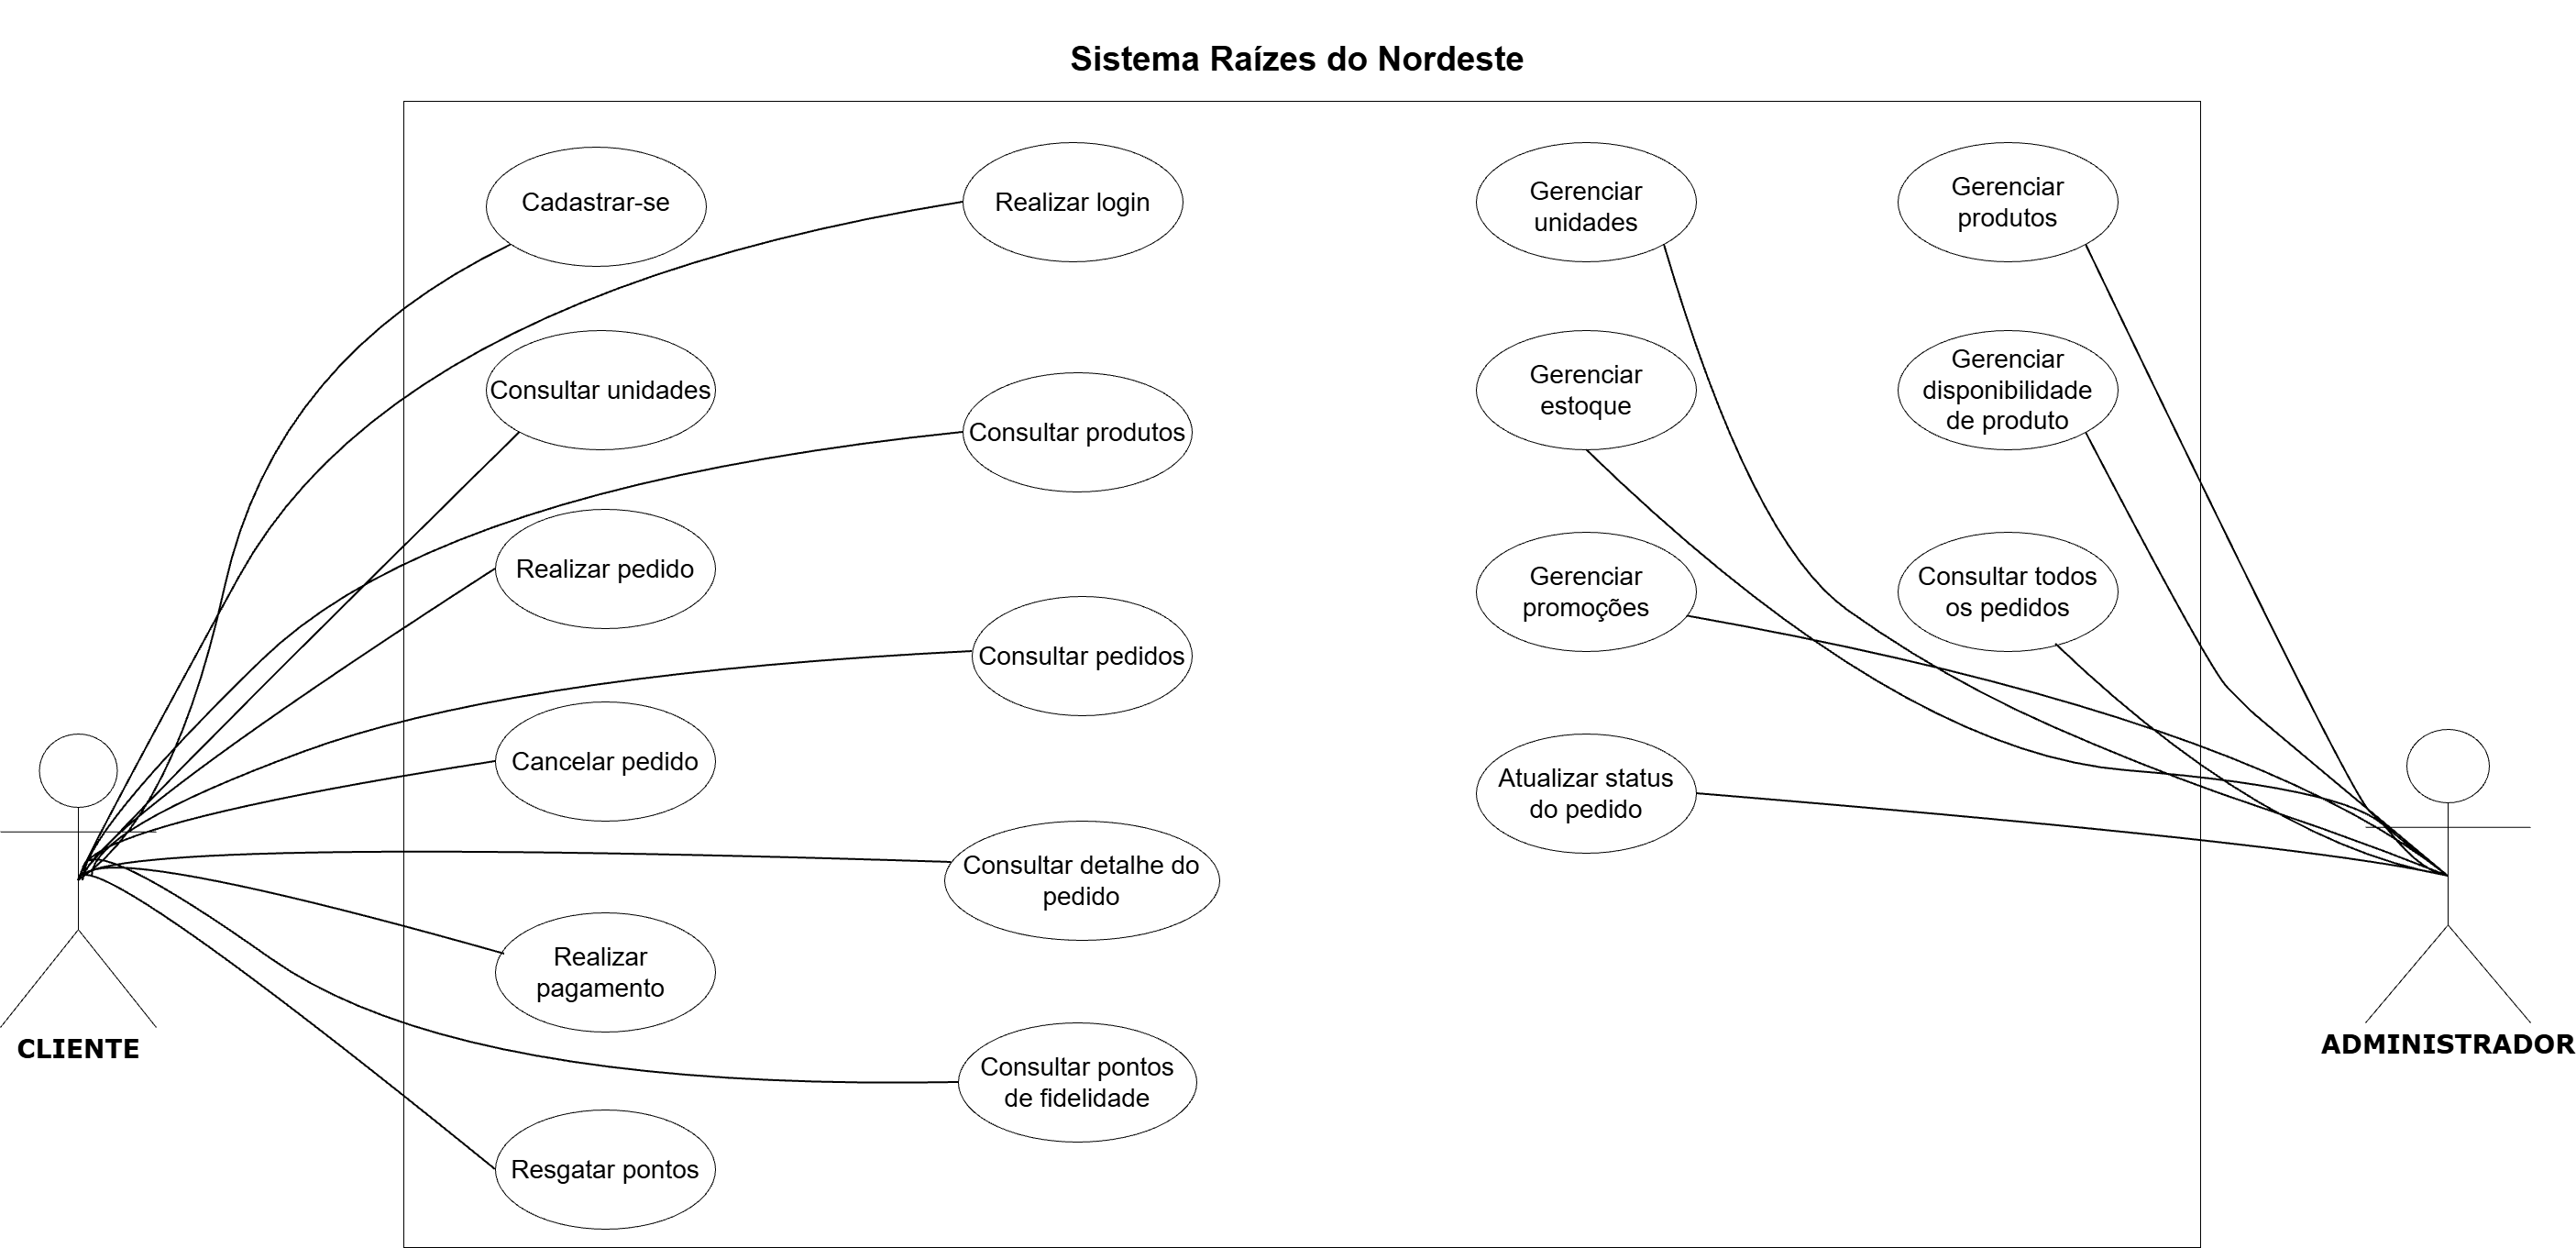 Sistema Raízes do Nordeste
Cadastrar-se
Realizar login
Gerenciar
unidades
Gerenciar
produtos
Consultar unidades
Consultar produtos
Gerenciar
estoque
Gerenciar
disponibilidade
de produto
Realizar pedido
Consultar pedidos
Gerenciar
promoções
Consultar todos
os pedidos
Cancelar pedido
Consultar detalhe do
pedido
Atualizar status
do pedido
Realizar
pagamento
Consultar pontos
de fidelidade
Resgatar pontos
CLIENTE
ADMINISTRADOR